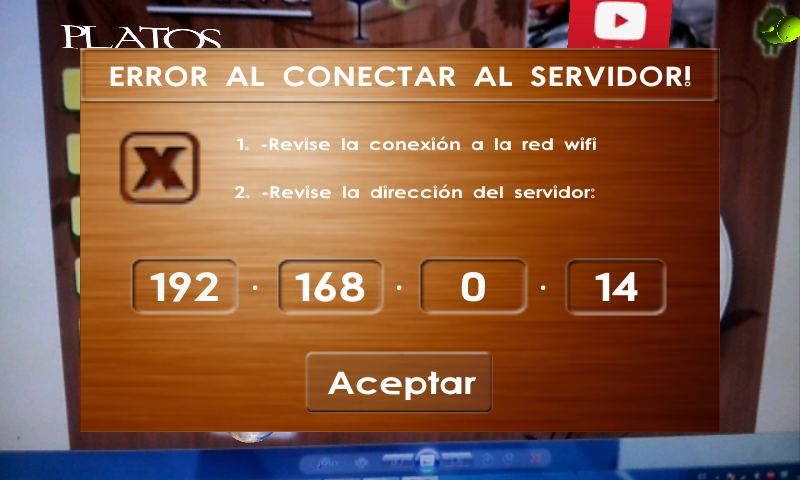 PLATOS
ERROR AL CONECTAR AL SERVIDOR!
1. -Revise la conexión a la red wifi
2. -Revise la dirección del servidor:
192 . 168 . 0 . 14
Aceptar